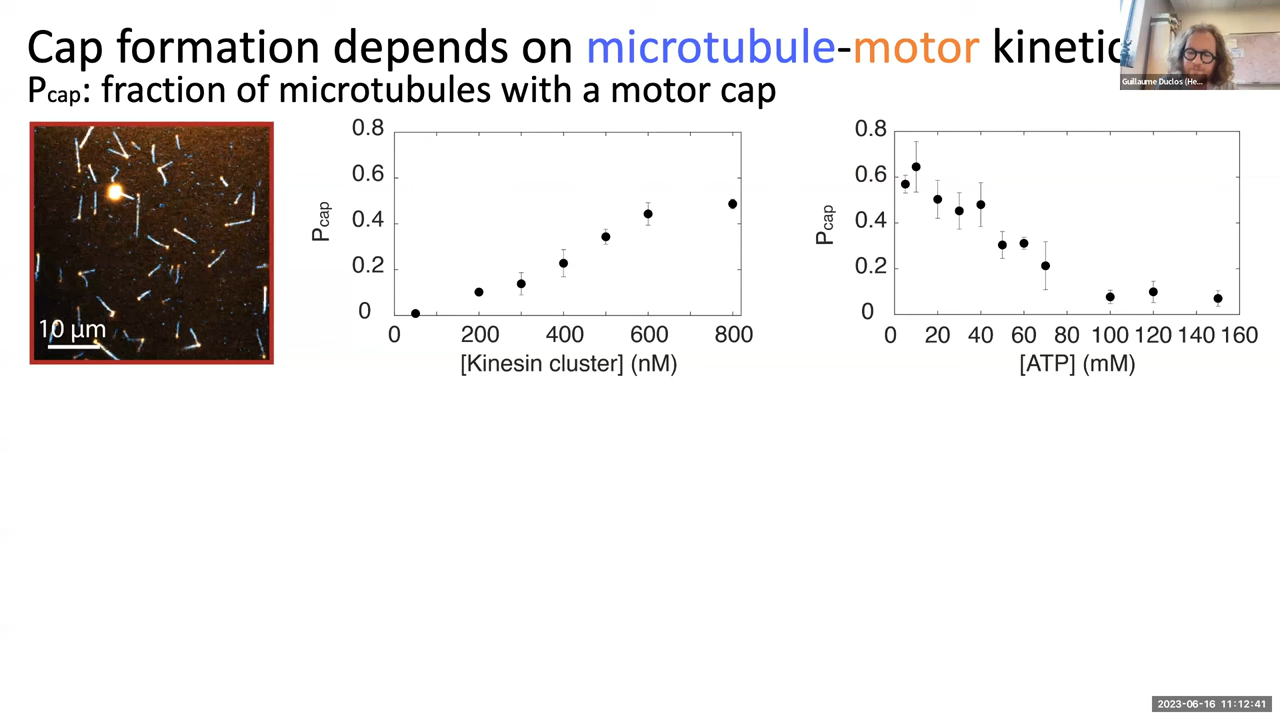 Cap formation depends on microtubule-motor kinetic
Pcap: fraction of microtubules with a motor cap
Guillaume Duclos (He...
10 μm
Pcap
0.8
0.6
0.4
0.2
0
0 200 400 600 800
[Kinesin cluster] (nM)
Pcap
0.8
0.6
0.4
0.2
0
0 20 40 60 80 100 120 140 160
[ATP] (mM)
2023-06-16 11:12:41